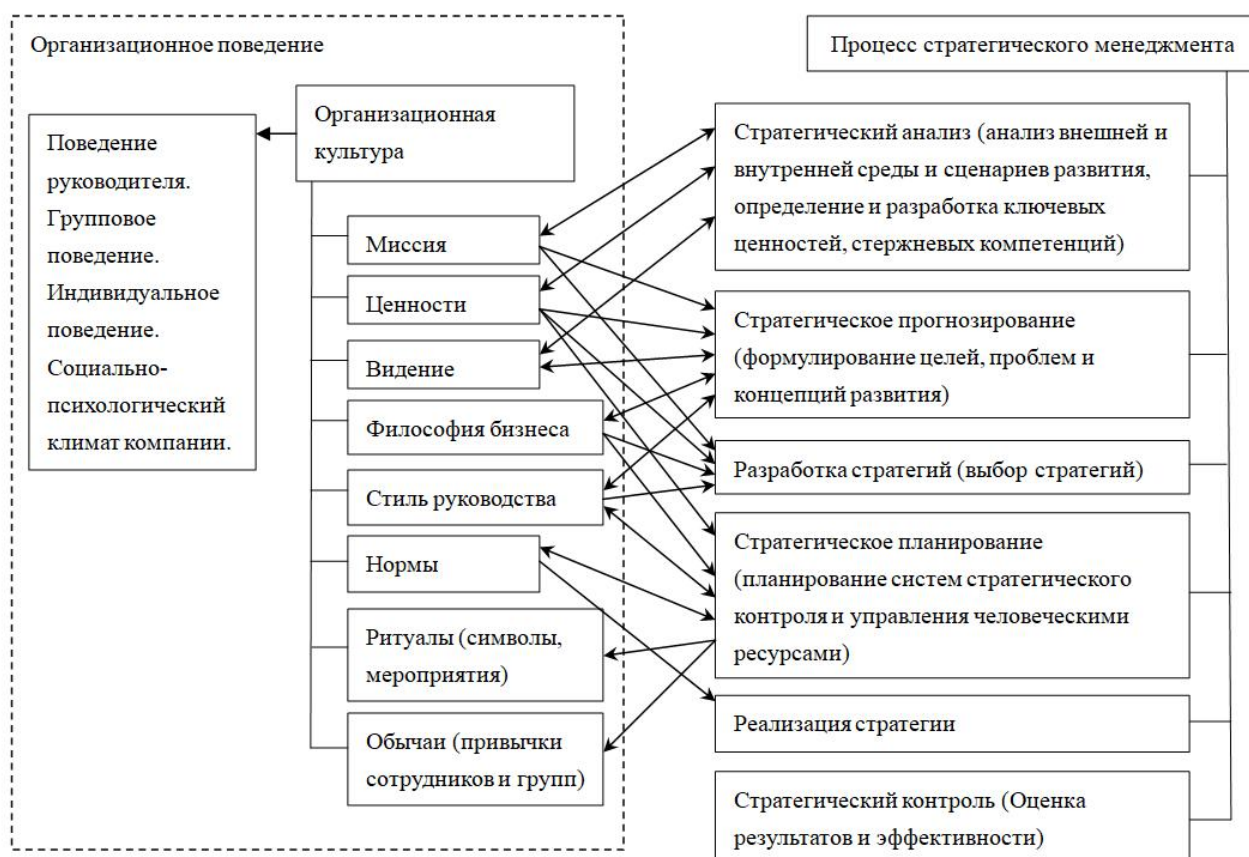 Организационное поведение
Процесс стратегического менеджмента
Поведение
руководителя.
Групповое
поведение.
Индивидуальное
поведение.
Социально-
психологический
климат компании.
Организационная
культура
Миссия
Ценности
Видение
Философия бизнеса
Стиль руководства
Нормы
Ритуалы (символы,
мероприятия)
Обычаи (привычки
сотрудников и групп)
Стратегический анализ (анализ внешней и
внутренней среды и сценариев развития,
определение и разработка ключевых
ценностей, стержневых компетенций)
Стратегическое прогнозирование
(формулирование целей, проблем и
концепций развития)
Разработка стратегий (выбор стратегий)
Стратегическое планирование
(планирование систем стратегического
контроля и управления человеческими
ресурсами)
Реализация стратегии
Стратегический контроль (Оценка
результатов и эффективности)